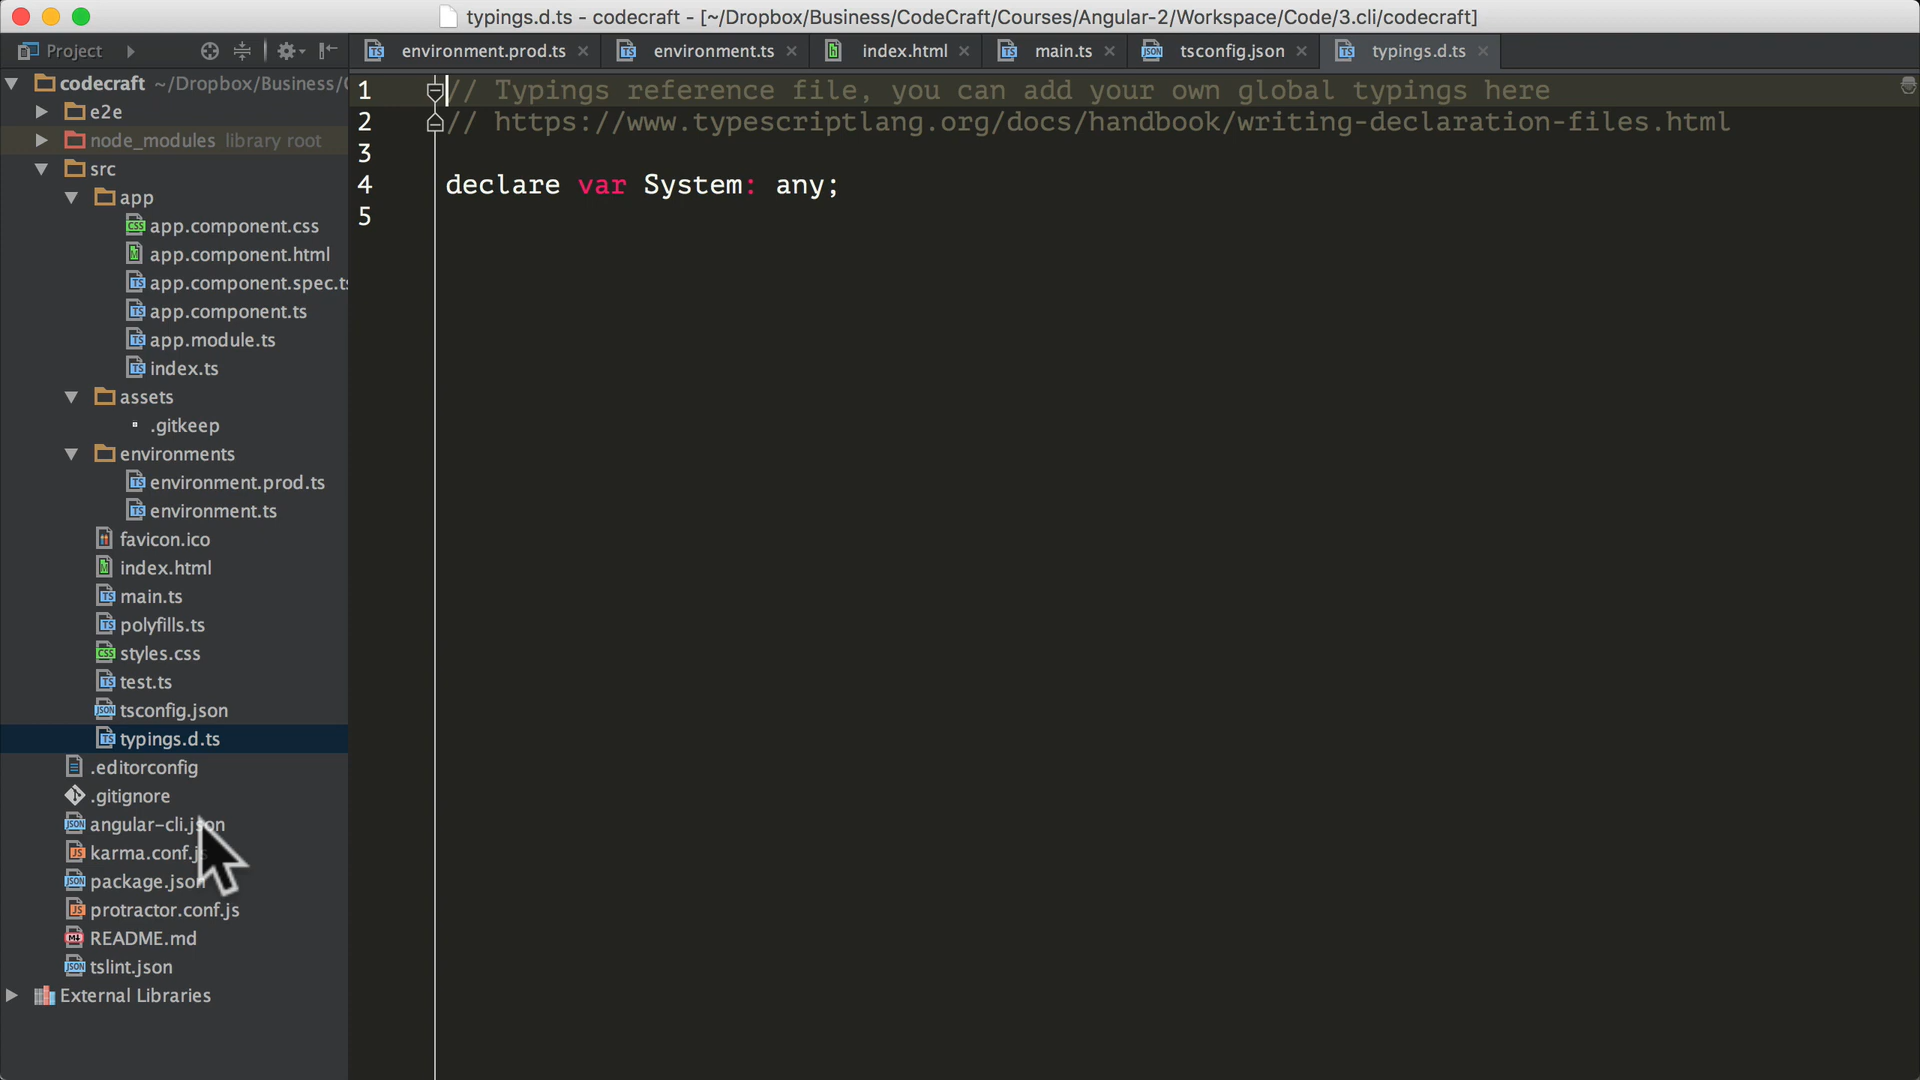 typings.d.ts - codecraft - [~/Dropbox/Business/CodeCraft/Courses/Angular-2/Workspace/Code/3.cli/codecraft]
Project
environment.prod.ts
environment.ts
index.html
main.ts
tsconfig.json
typings.d.ts
codecraft ~/Dropbox/Business/
e2e
node_modules library root
src
app
app.component.css
app.component.html
app.component.spec.ts
app.component.ts
app.module.ts
index.ts
assets
.gitkeep
environments
environment.prod.ts
environment.ts
favicon.ico
index.html
main.ts
polyfills.ts
styles.css
test.ts
tsconfig.json
typings.d.ts
.editorconfig
.gitignore
angular-cli.json
karma.conf.js
package.json
protractor.conf.js
README.md
tslint.json
External Libraries
1 // Typings reference file, you can add your own global typings here
2 // https://www.typescriptlang.org/docs/handbook/writing-declaration-files.html
3
4 declare var System: any;
5